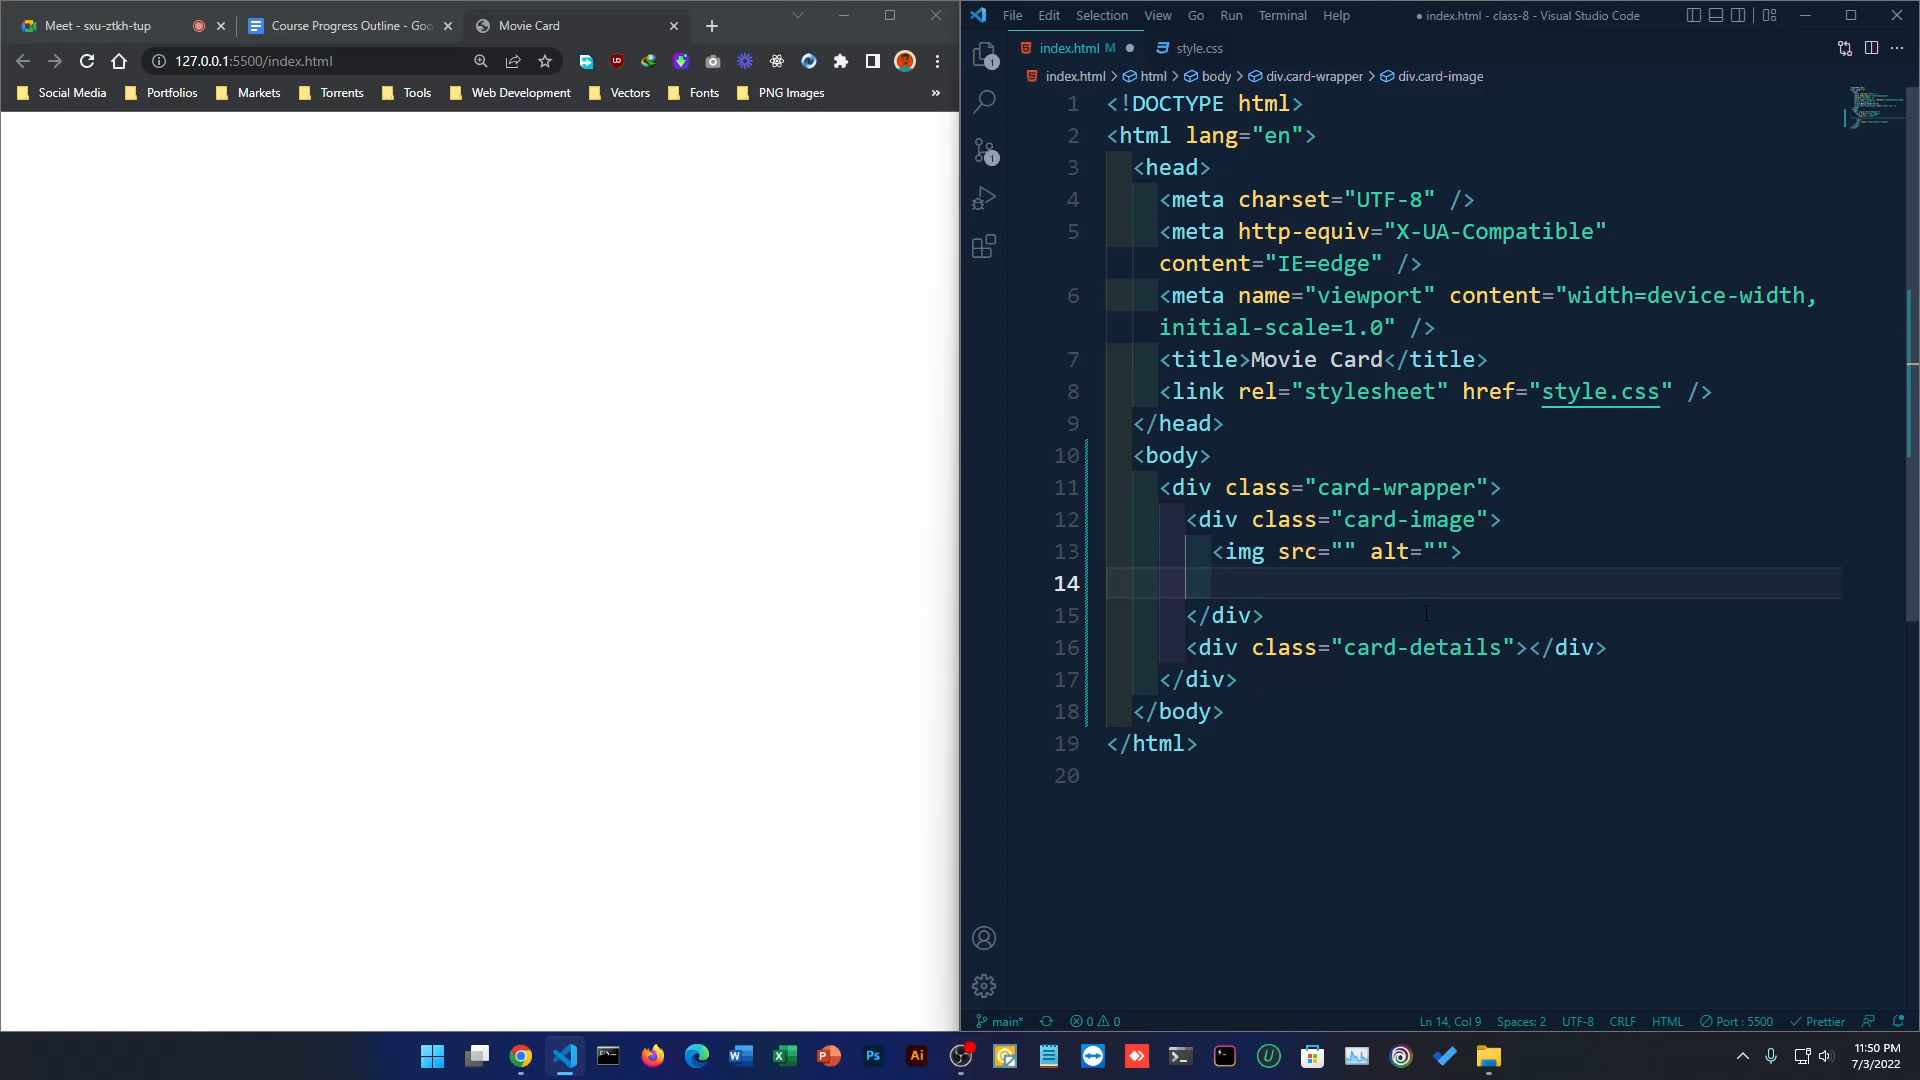 Meet - sxu-ztkh-tup
Course Progress Outline - Goo
Movie Card
127.0.0.1:5500/index.html
Social Media
Portfolios
Markets
Torrents
Tools
Web Development
Vectors
Fonts
PNG Images
»
File Edit Selection View Go Run Terminal Help
● index.html - class-8 - Visual Studio Code
index.html M ●
style.css
index.html > html > body > div.card-wrapper > div.card-image
1 <!DOCTYPE html>
2 <html lang="en">
3 <head>
4 <meta charset="UTF-8" />
5 <meta http-equiv="X-UA-Compatible"
content="IE=edge" />
6 <meta name="viewport" content="width=device-width,
initial-scale=1.0" />
7 <title>Movie Card</title>
8 <link rel="stylesheet" href="style.css" />
9 </head>
10 <body>
11 <div class="card-wrapper">
12 <div class="card-image">
13 <img src="" alt="">
14
15 </div>
16 <div class="card-details"></div>
17 </div>
18 </body>
19 </html>
20
1
1
main*
0 0
Ln 14, Col 9
Spaces: 2
UTF-8
CRLF
HTML
Port : 5500
Prettier
11:50 PM
7/3/2022